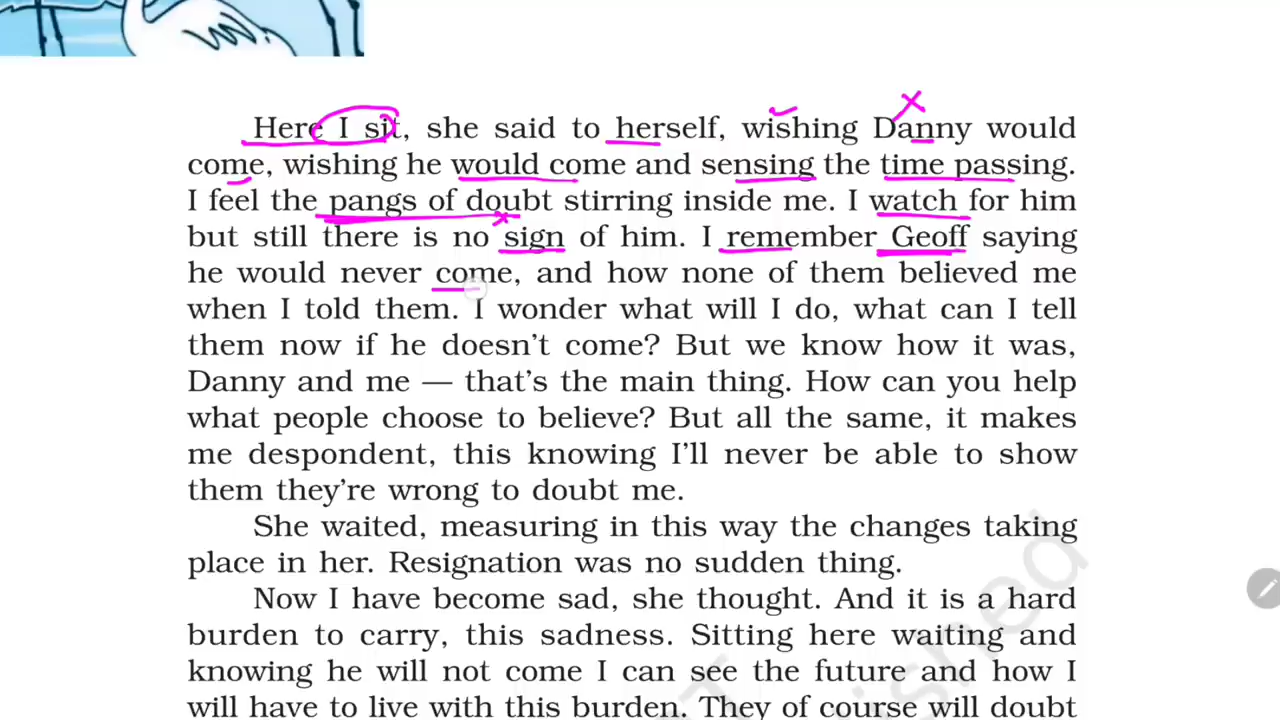 Here I sit, she said to herself, wishing Danny would
come, wishing he would come and sensing the time passing.
I feel the pangs of doubt stirring inside me. I watch for him
but still there is no sign of him. I remember Geoff saying
he would never come, and how none of them believed me
when I told them. I wonder what will I do, what can I tell
them now if he doesn't come? But we know how it was,
Danny and me — that's the main thing. How can you help
what people choose to believe? But all the same, it makes
me despondent, this knowing I'll never be able to show
them they're wrong to doubt me.
She waited, measuring in this way the changes taking
place in her. Resignation was no sudden thing.
Now I have become sad, she thought. And it is a hard
burden to carry, this sadness. Sitting here waiting and
knowing he will not come I can see the future and how I
will have to live with this burden. They of course will doubt